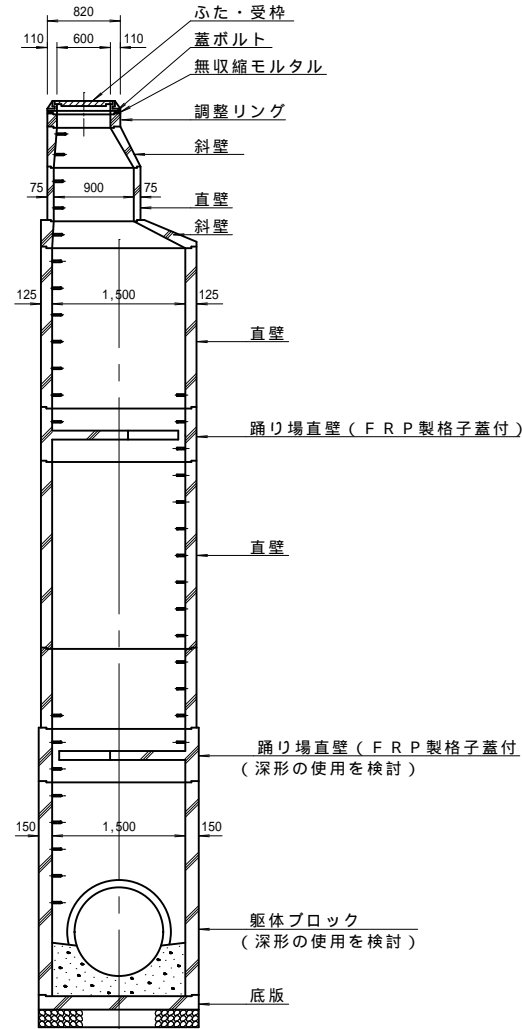 820
ふた・受枠
110 600 110
蓋ボルト
無収縮モルタル
調整リング
斜壁
75 900 75
直壁
斜壁
125 1,500 125
直壁
踊り場直壁（ＦＲＰ製格子蓋付）
直壁
踊り場直壁（ＦＲＰ製格子蓋付
（深形の使用を検討）
150 1,500 150
躯体ブロック
（深形の使用を検討）
底版